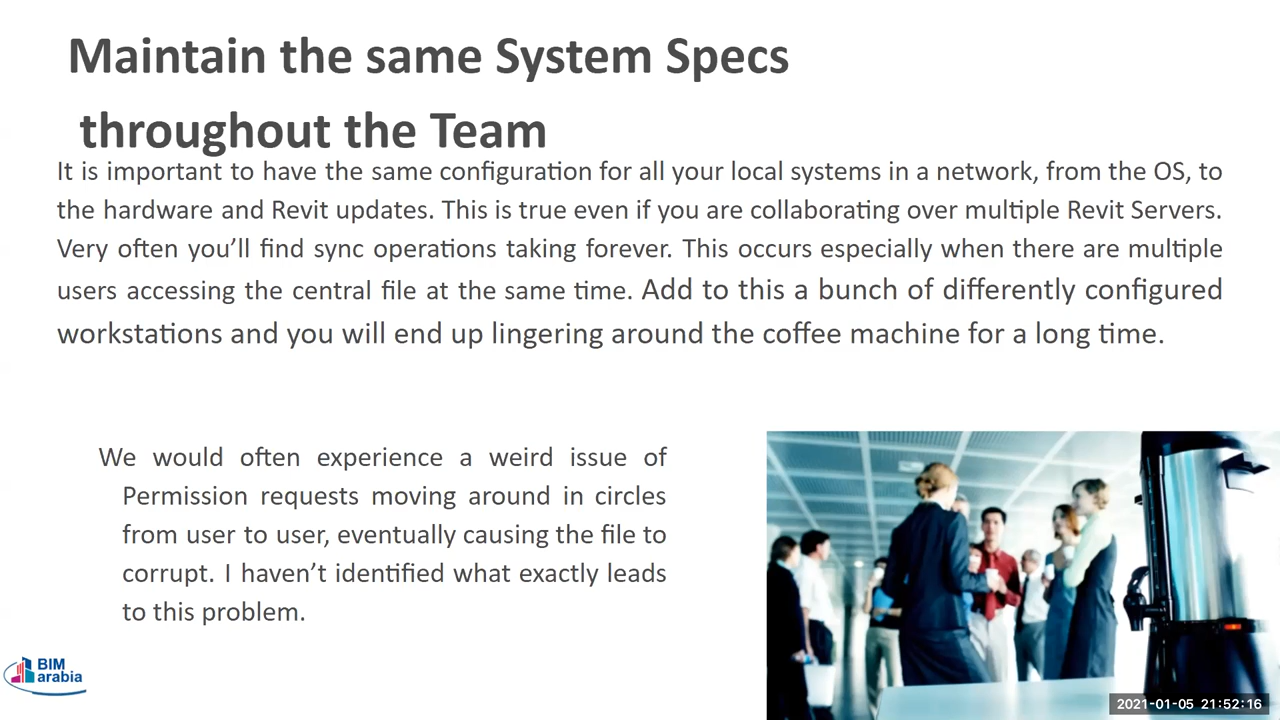 Maintain the same System Specs
throughout the Team
It is important to have the same configuration for all your local systems in a network, from the OS, to
the hardware and Revit updates. This is true even if you are collaborating over multiple Revit Servers.
Very often you’ll find sync operations taking forever. This occurs especially when there are multiple
users accessing the central file at the same time. Add to this a bunch of differently configured
workstations and you will end up lingering around the coffee machine for a long time.
We would often experience a weird issue of
Permission requests moving around in circles
from user to user, eventually causing the file to
corrupt. I haven’t identified what exactly leads
to this problem.
BIM
arabia
2021-01-05 21:52:16